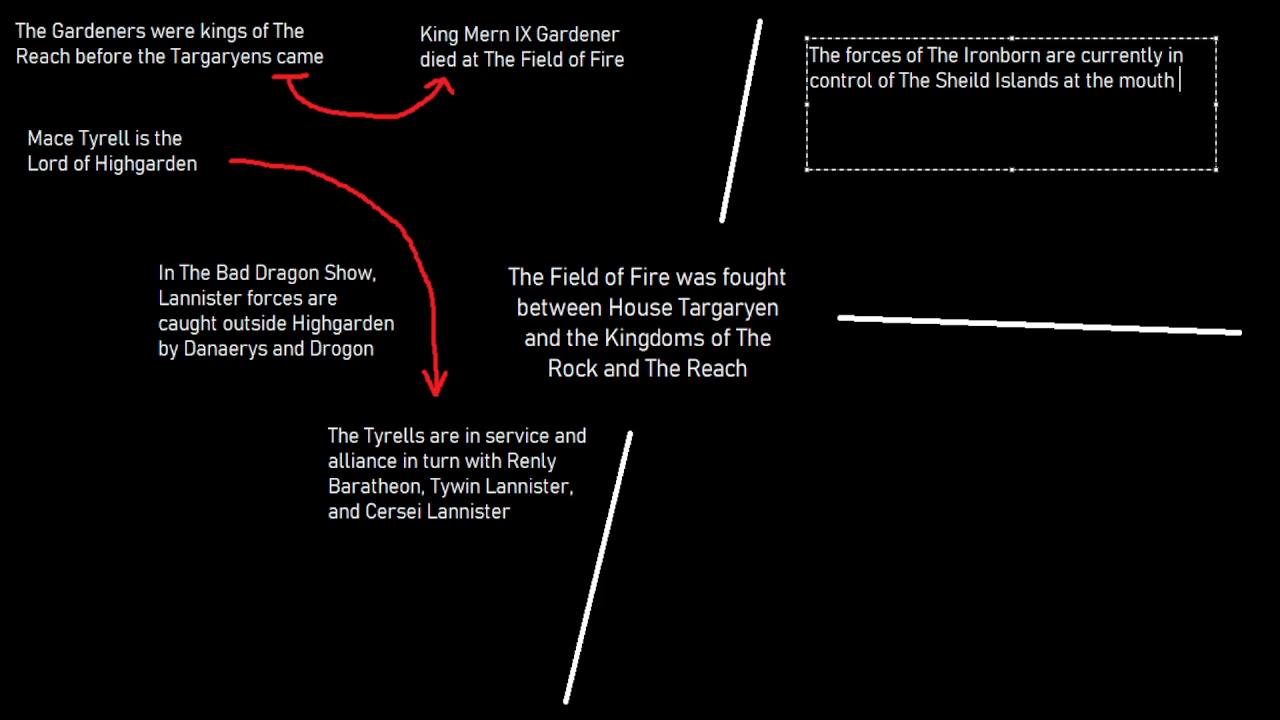 The Gardeners were kings of The
Reach before the Targaryens came
King Mern IX Gardener
died at The Field of Fire
The forces of The Ironborn are currently in
control of The Sheild Islands at the mouth
Mace Tyrell is the
Lord of Highgarden
In The Bad Dragon Show,
Lannister forces are
caught outside Highgarden
by Danaerys and Drogon
The Field of Fire was fought
between House Targaryen
and the Kingdoms of The
Rock and The Reach
The Tyrells are in service and
alliance in turn with Renly
Baratheon, Tywin Lannister,
and Cersei Lannister